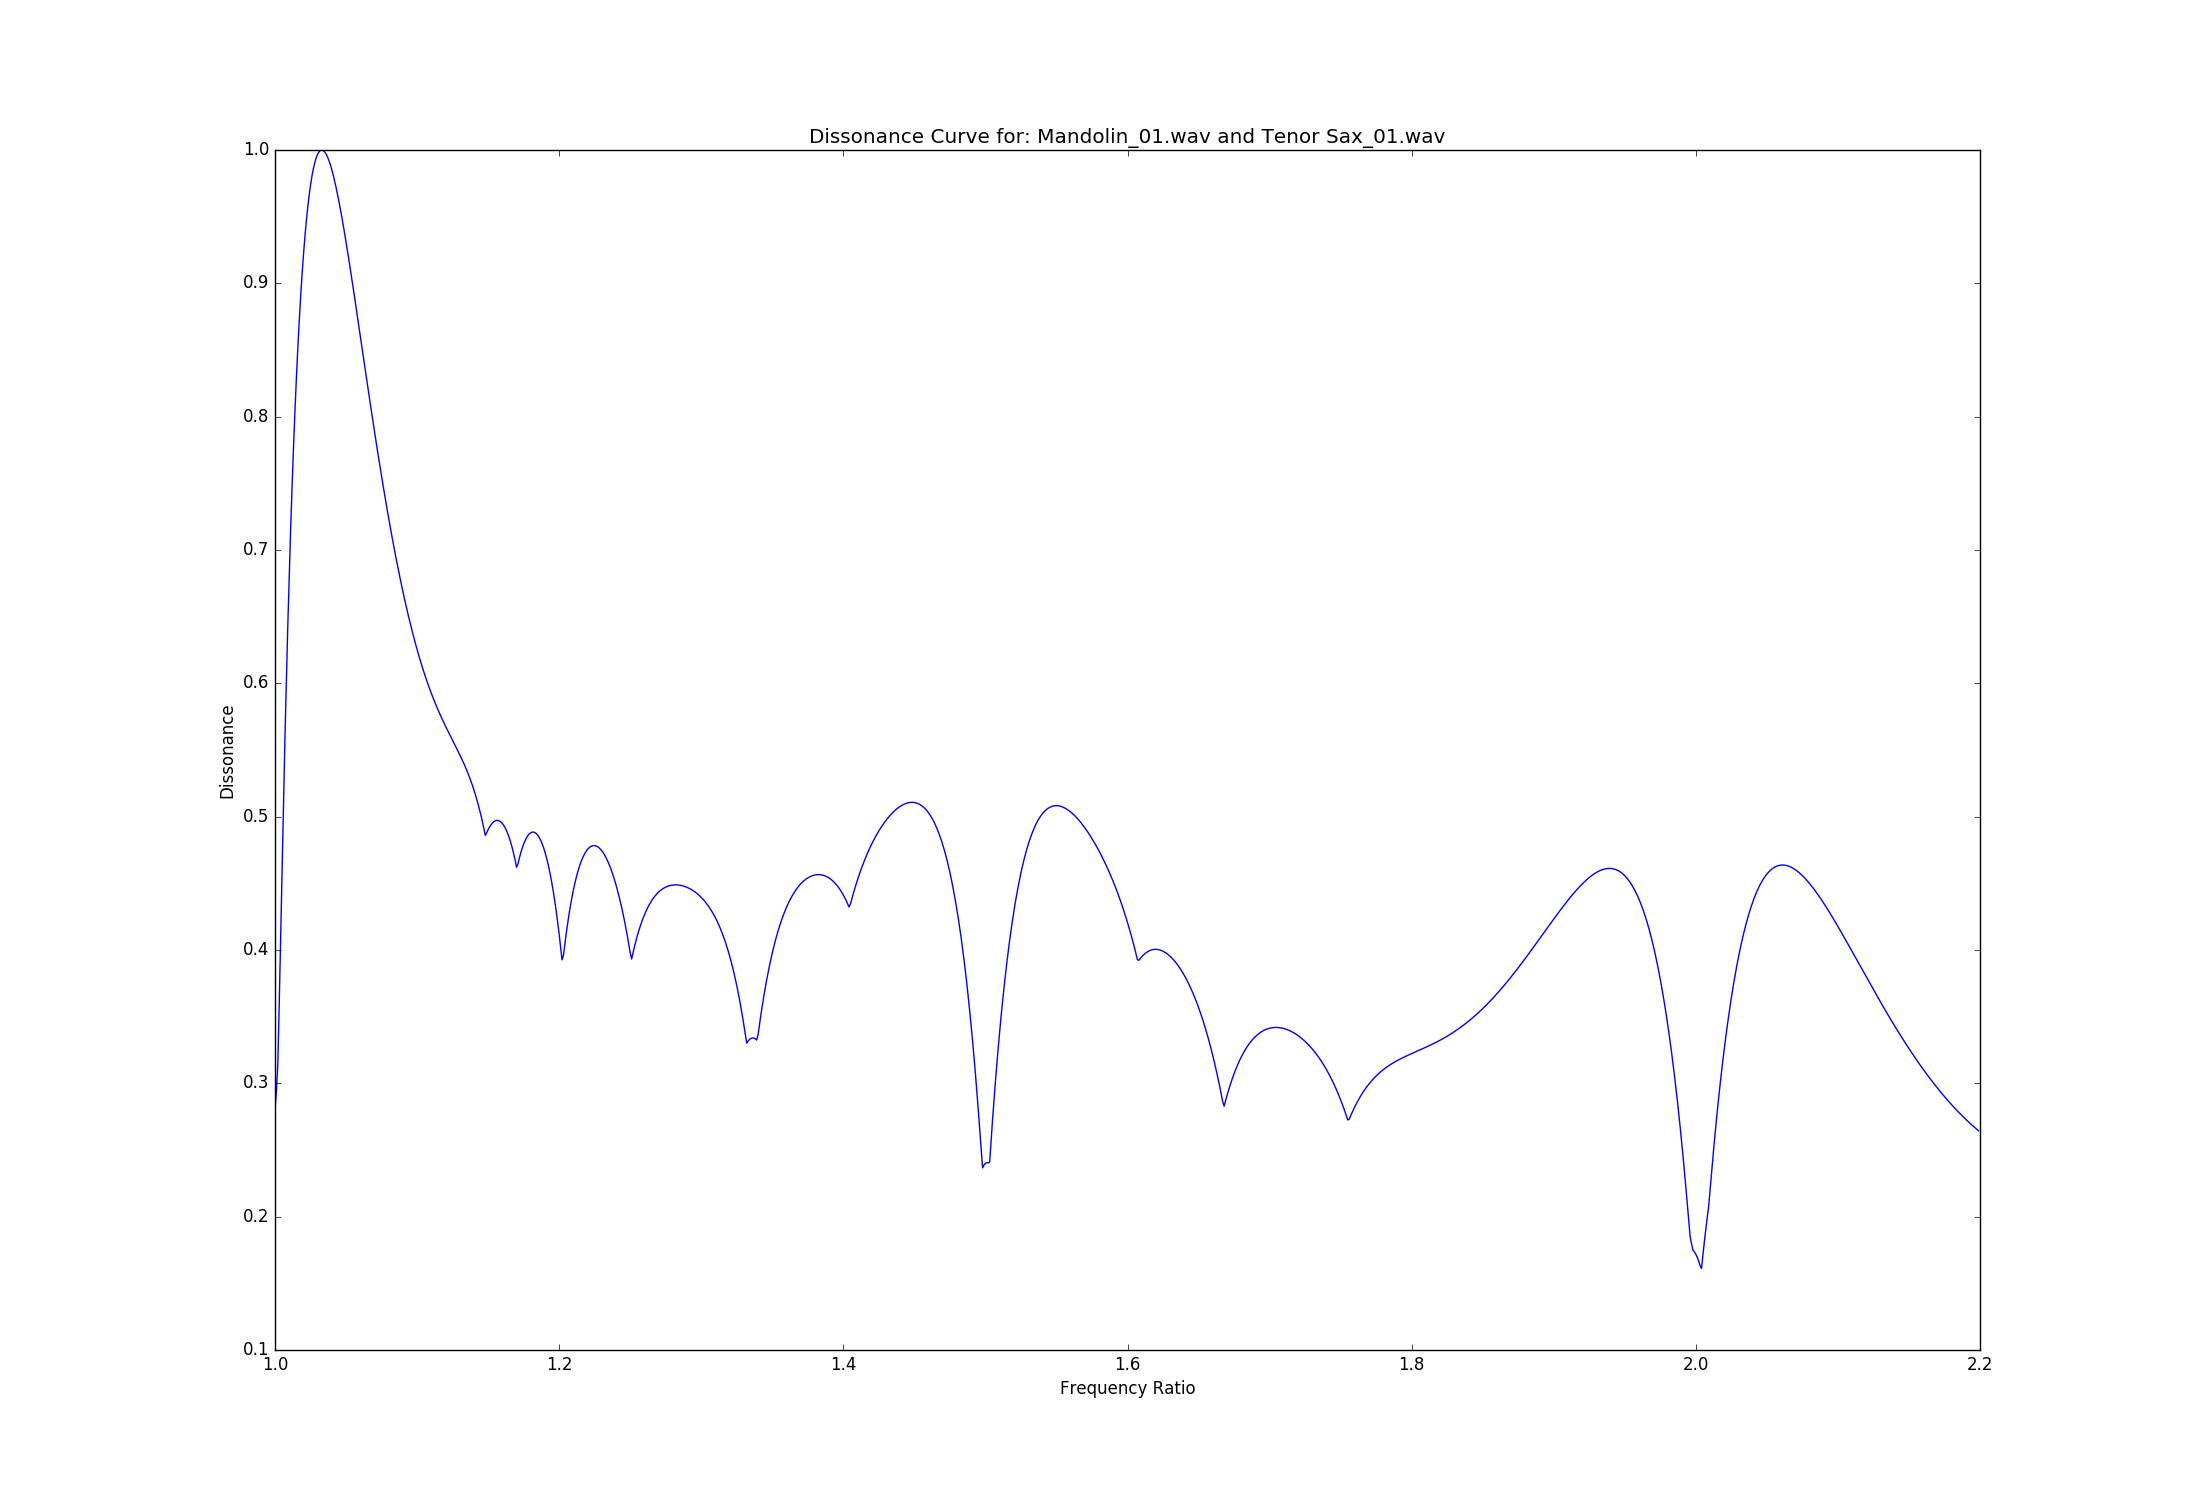 Dissonance Curve for: Mandolin_01.wav and Tenor Sax_01.wav
1.0
0.9
0.8
0.7
0.6
0.5
0.4
0.3
0.2
0.1
Dissonance
1.0 1.2 1.4 1.6 1.8 2.0 2.2
Frequency Ratio